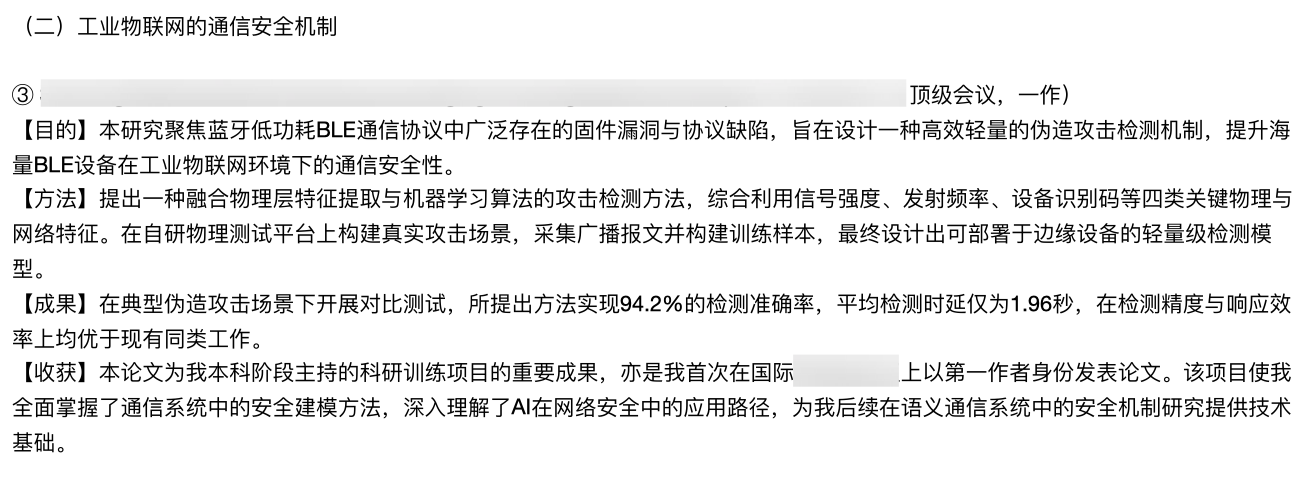 （二）工业物联网的通信安全机制
③ 顶级会议，一作）
【目的】本研究聚焦蓝牙低功耗BLE通信协议中广泛存在的固件漏洞与协议缺陷，旨在设计一种高效轻量的伪造攻击检测机制，提升海
量BLE设备在工业物联网环境下的通信安全性。
【方法】提出一种融合物理层特征提取与机器学习算法的攻击检测方法，综合利用信号强度、发射频率、设备识别码等四类关键物理与
网络特征。在自研物理测试平台上构建真实攻击场景，采集广播报文并构建训练样本，最终设计出可部署于边缘设备的轻量级检测模
型。
【成果】在典型伪造攻击场景下开展对比测试，所提出方法实现94.2%的检测准确率，平均检测时延仅为1.96秒，在检测精度与响应效
率上均优于现有同类工作。
【收获】本论文为我本科阶段主持的科研训练项目的重要成果，亦是我首次在国际上以第一作者身份发表论文。该项目使我
全面掌握了通信系统中的安全建模方法，深入理解了AI在网络安全中的应用路径，为我后续在语义通信系统中的安全机制研究提供技术
基础。